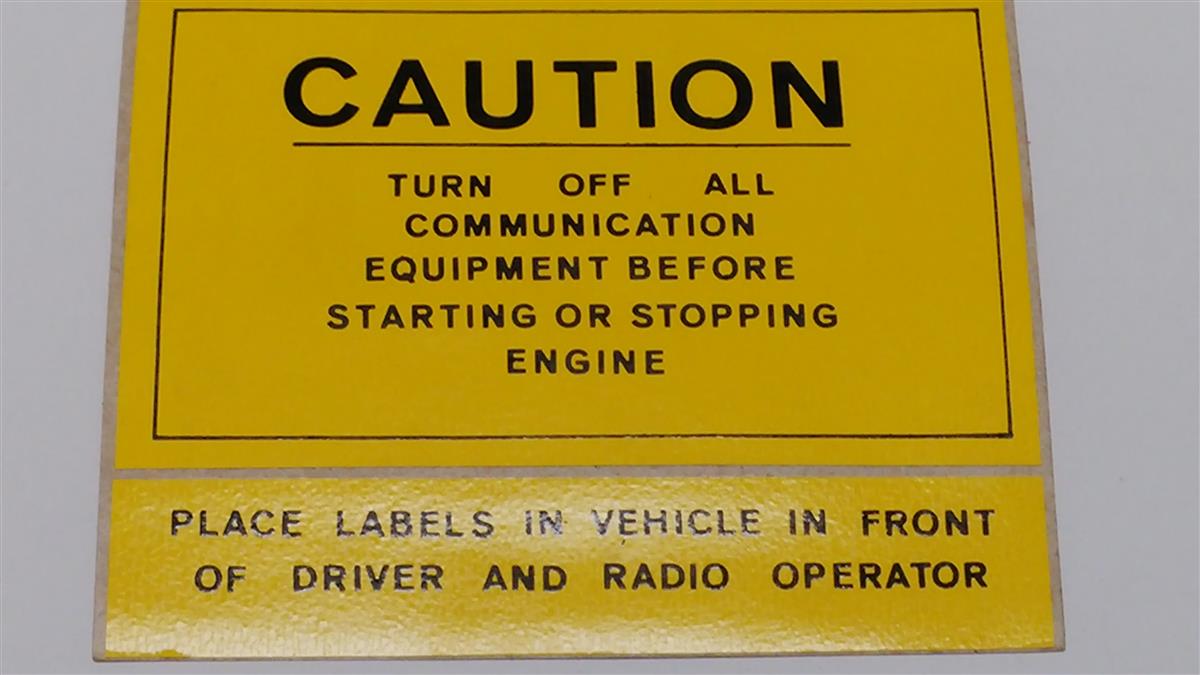 CAUTION
TURN OFF ALL
COMMUNICATION
EQUIPMENT BEFORE
STARTING OR STOPPING
ENGINE
PLACE LABELS IN VEHICLE IN FRONT
OF DRIVER AND RADIO OPERATOR